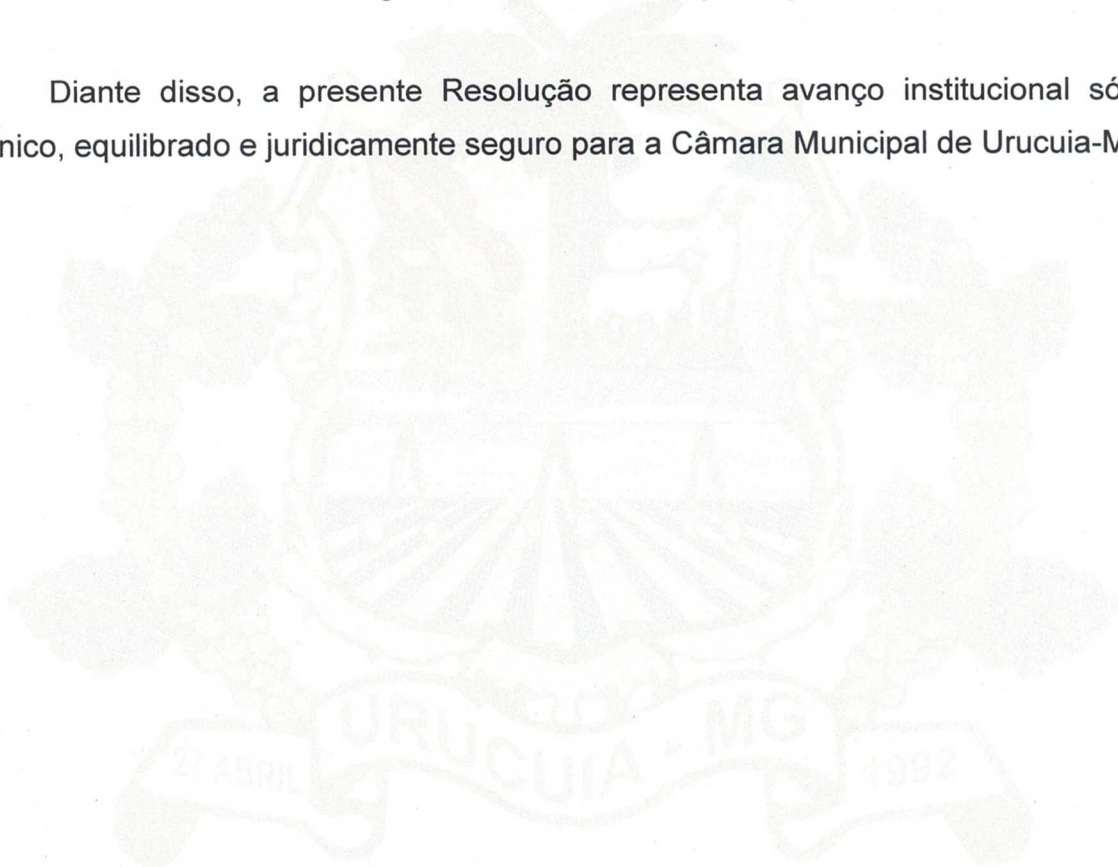 Diante disso, a presente Resolução representa avanço institucional só
nico, equilibrado e juridicamente seguro para a Câmara Municipal de Urucuia-M
URUCUIA - MG
27 ABRIL 1992